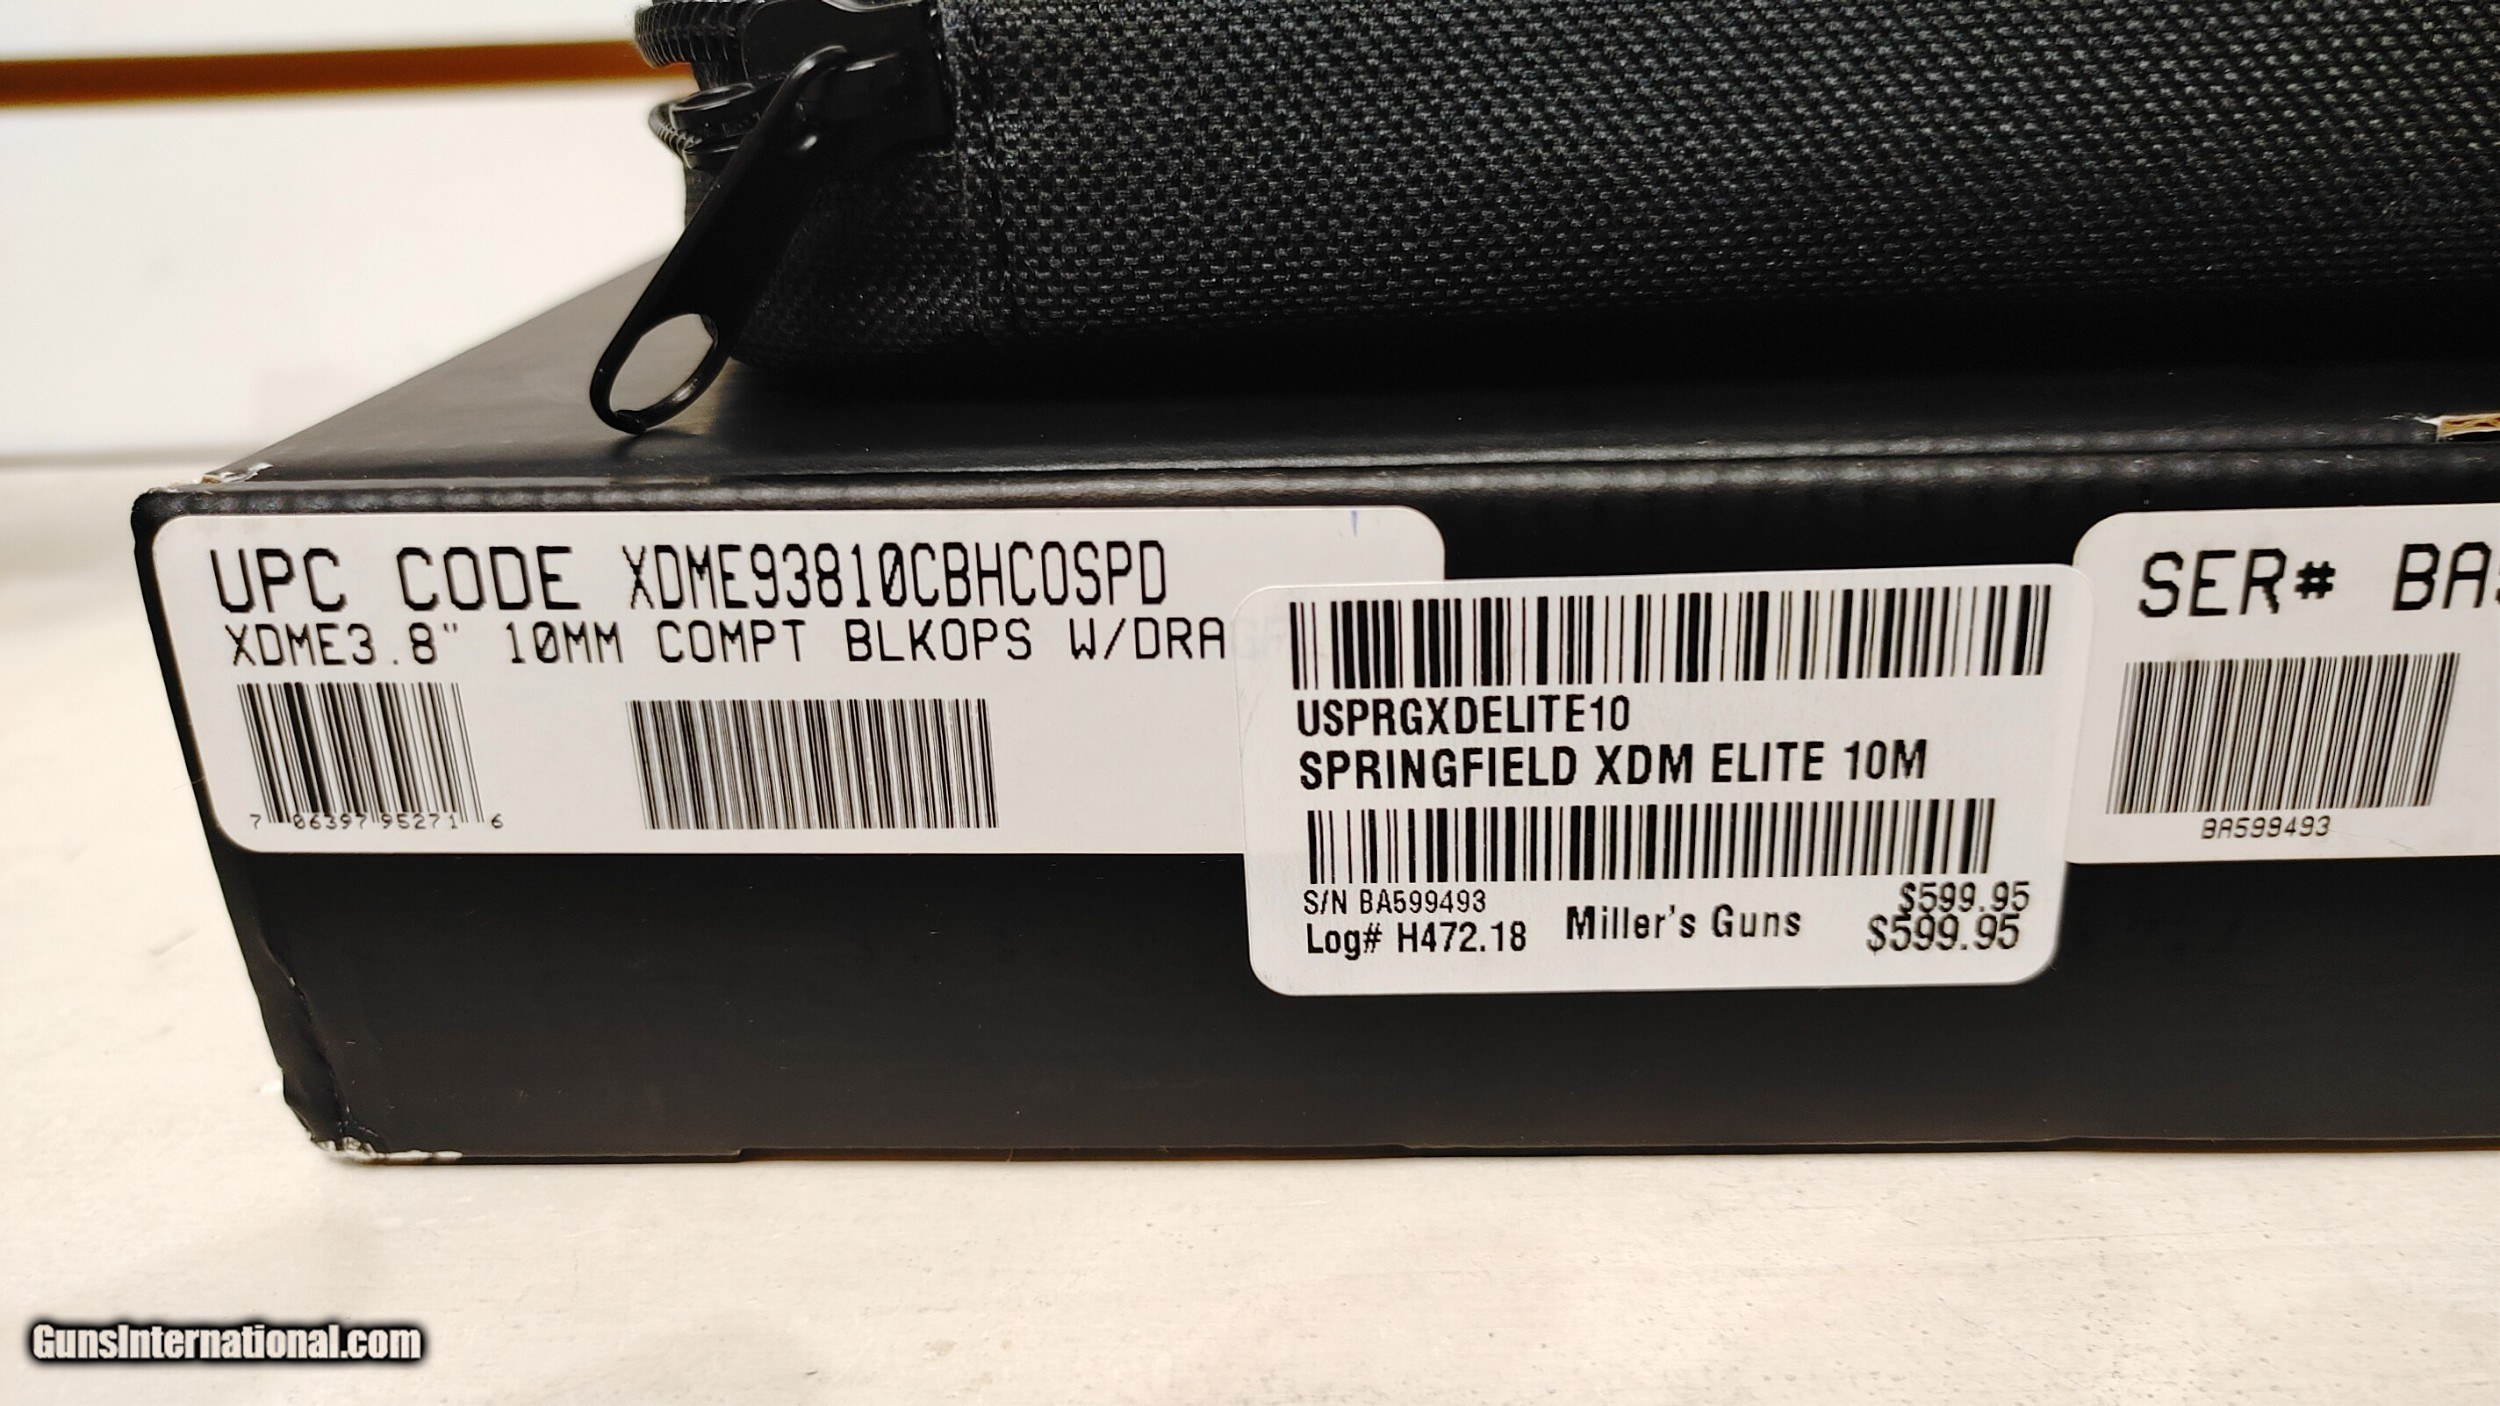 UPC CODE XDME93810CBHCOSPD
XDME3.8" 10MM COMPT BLKOPS W/DRA
7 06397 95271 6
USPRGXDELITE10
SPRINGFIELD XDM ELITE 10M
S/N BA599493
$599.95
Log# H472.18
Miller's Guns
$599.95
SER# BA5
BA599493
GunsInternational.com